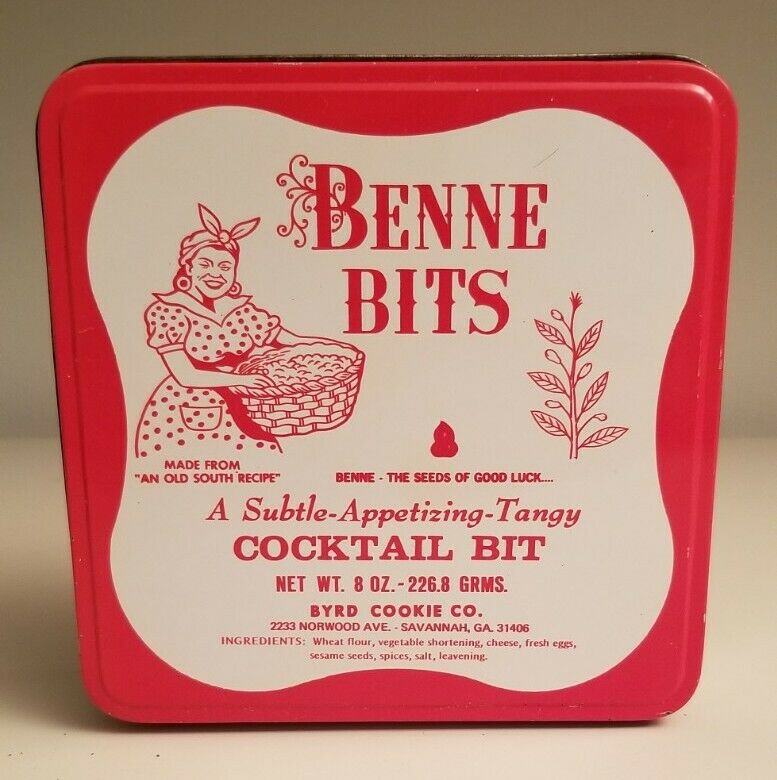 BENNE
BITS
MADE FROM
"AN OLD SOUTH RECIPE"
BENNE - THE SEEDS OF GOOD LUCK....
A Subtle-Appetizing-Tangy
COCKTAIL BIT
NET WT. 8 OZ.-226.8 GRMS.
BYRD COOKIE CO.
2233 NORWOOD AVE. - SAVANNAH, GA. 31406
INGREDIENTS: Wheat flour, vegetable shortening, cheese, fresh eggs,
sesame seeds, spices, salt, leavening.